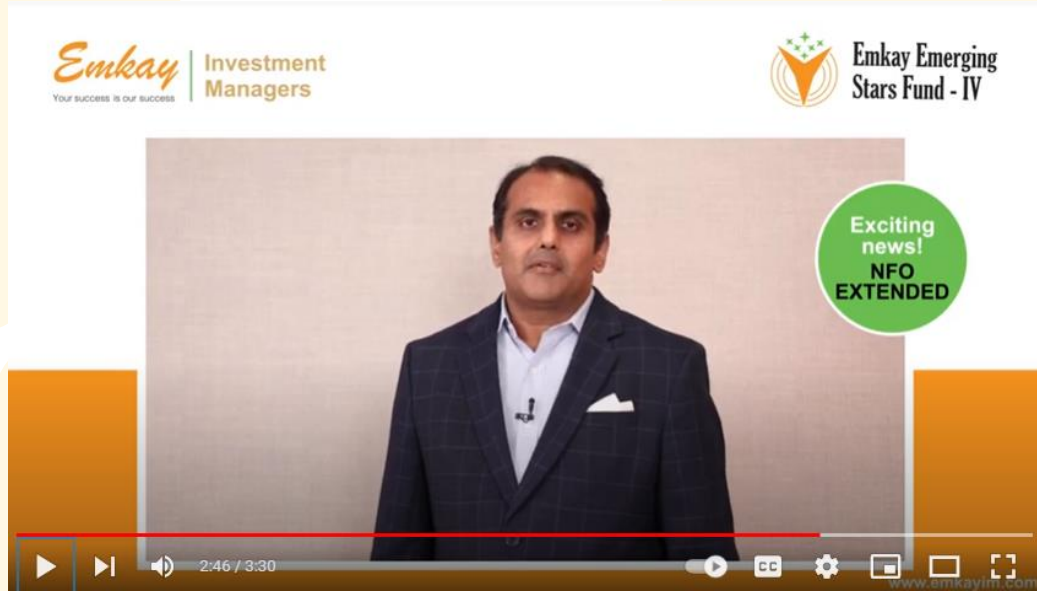 Emkay
Your success is our success
Investment
Managers
Emkay Emerging
Stars Fund - IV
Exciting
news!
NFO
EXTENDED
2:46 / 3:30
CC
www.emkayim.com